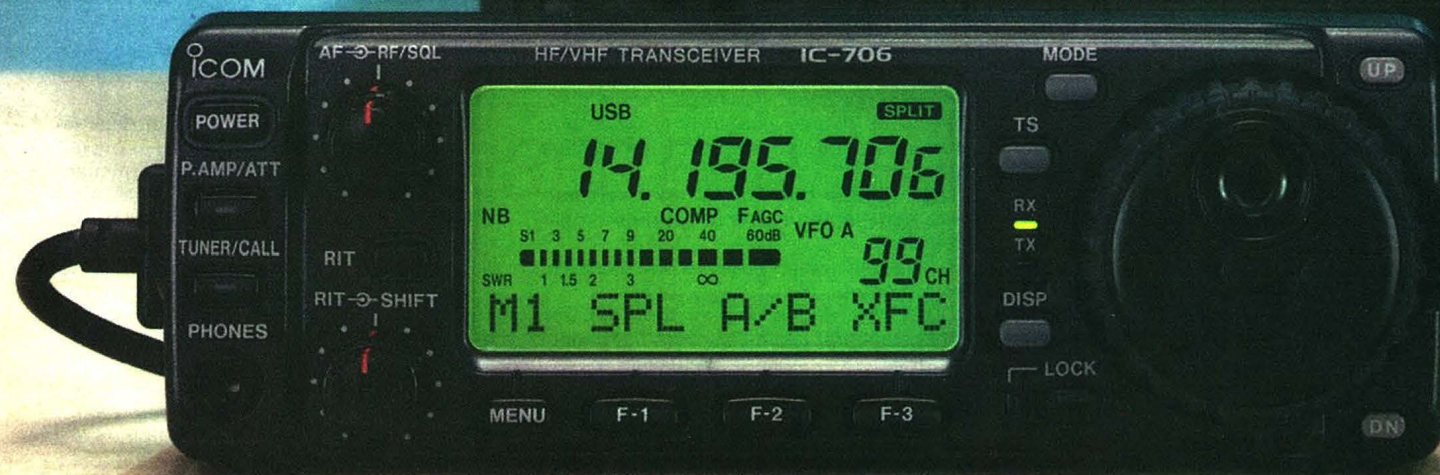 ICOM
POWER
P.AMP/ATT
TUNER/CALL
PHONES
AF RF/SQL
RIT
RIT SHIFT
HF/VHF TRANSCEIVER IC-706
USB SPLIT
14.195.706
NB COMP FAGC
VFO A
S1 3 5 7 9 20 40 60dB
99CH
SWR 1 1.5 2 3 ∞
M1 SPL A/B XFC
MENU F-1 F-2 F-3
MODE
TS
RX
TX
DISP
LOCK
UP
DN